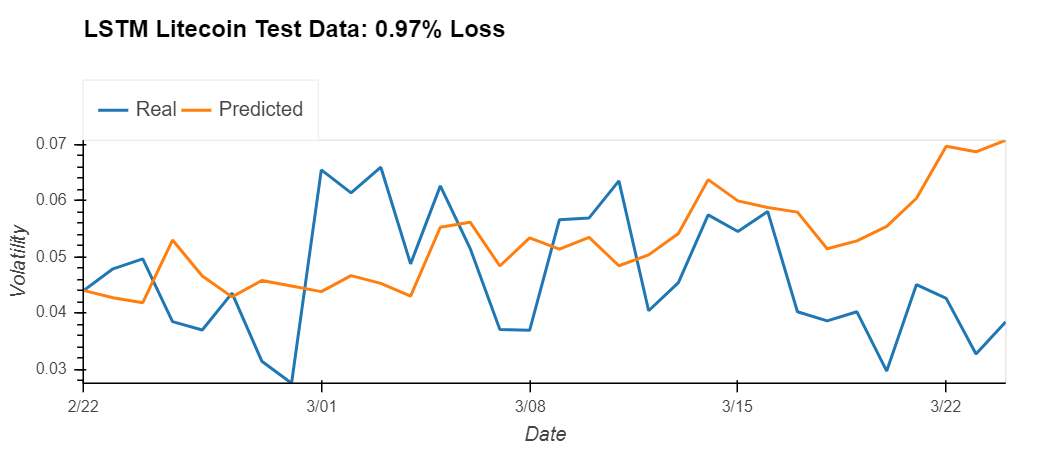 LSTM Litecoin Test Data: 0.97% Loss
Real Predicted
0.07
0.06
0.05
0.04
0.03
Volatility
2/22 3/01 3/08 3/15 3/22
Date